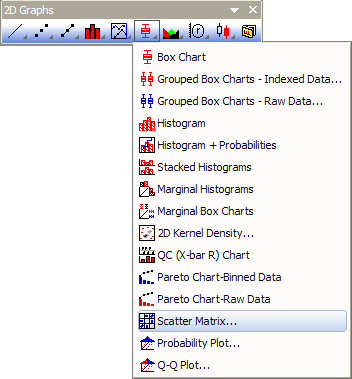 2D Graphs
Box Chart
Grouped Box Charts - Indexed Data...
Grouped Box Charts - Raw Data...
Histogram
Histogram + Probabilities
Stacked Histograms
Marginal Histograms
Marginal Box Charts
2D Kernel Density...
QC (X-bar R) Chart
Pareto Chart-Binned Data
Pareto Chart-Raw Data
Scatter Matrix...
Probability Plot...
Q-Q Plot...